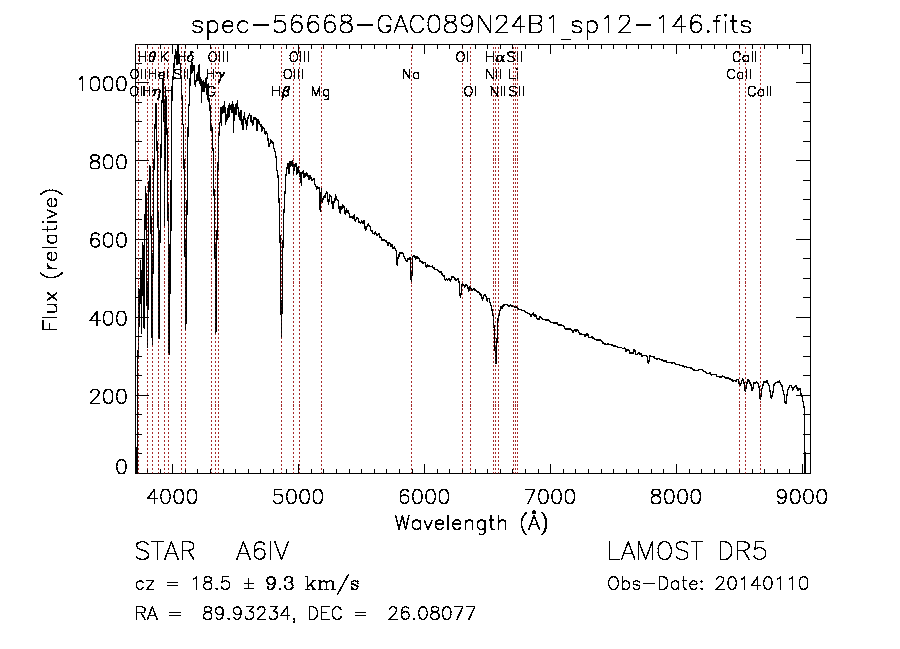 spec-56668-GAC089N24B1_sp12-146.fits
Hθ K Hδ OIII OIII OI Hα SII CaII
OII HeI SII Hγ OIII Na NII Li CaII
OII Hη H G Hβ Mg OI NII SII CaII
1000
800
600
400
200
0
Flux (relative)
4000 5000 6000 7000 8000 9000
Wavelength (Å)
STAR A6IV LAMOST DR5
cz = 18.5 ± 9.3 km/s Obs-Date: 20140110
RA = 89.93234, DEC = 26.08077